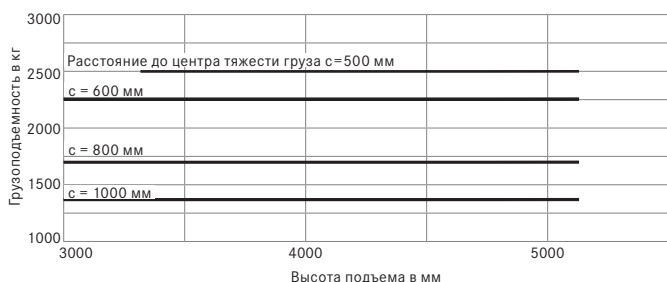 3000
Расстояние до центра тяжести груза c=500 мм
2500
c = 600 мм
2000
c = 800 мм
1500
c = 1000 мм
1000
Грузоподъемность в кг
3000 4000 5000
Высота подъема в мм